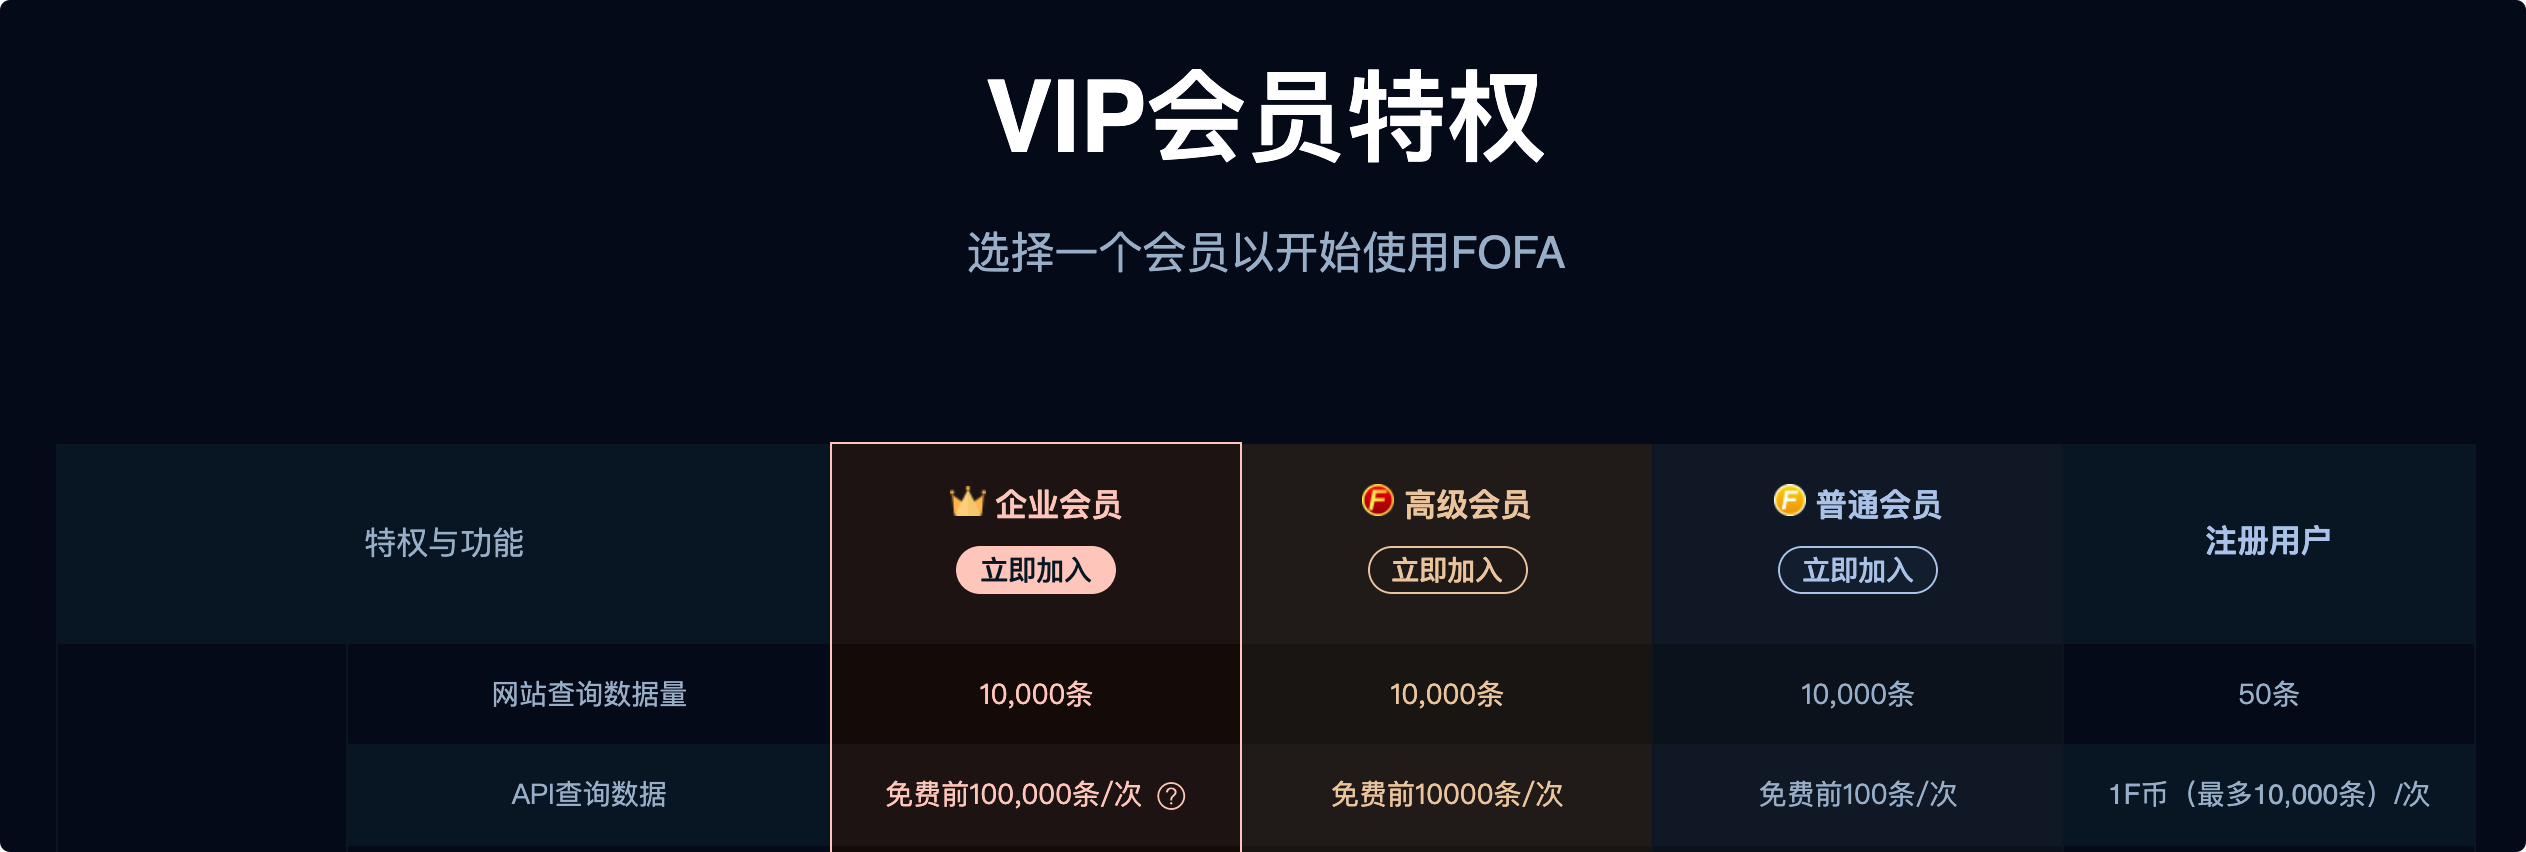 VIP会员特权
选择一个会员以开始使用FOFA
特权与功能
企业会员
立即加入
高级会员
立即加入
普通会员
立即加入
注册用户
网站查询数据量 10,000条 10,000条 10,000条 50条
API查询数据 免费前100,000条/次 ? 免费前10000条/次 免费前100条/次 1F币（最多10,000条）/次